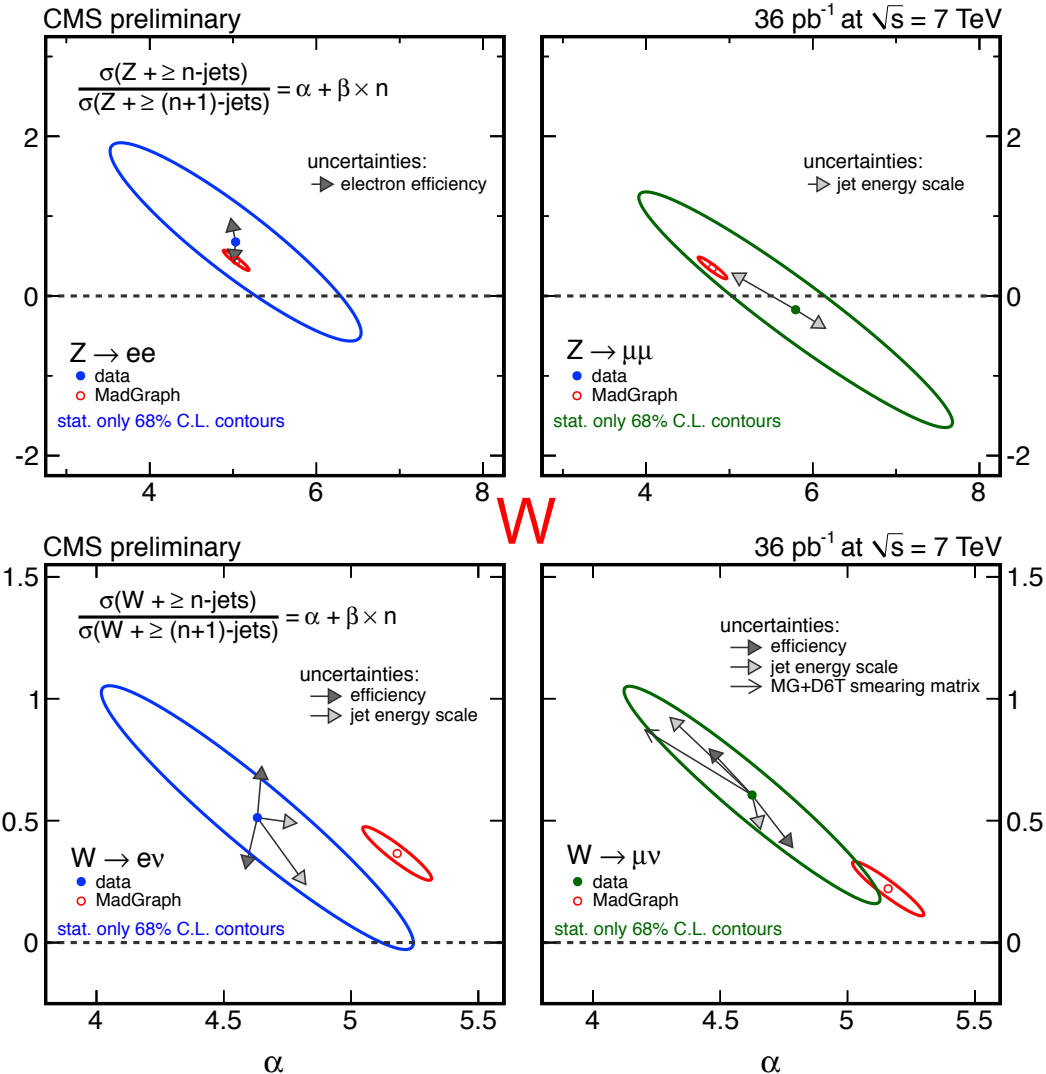 CMS preliminary
36 pb⁻¹ at √s = 7 TeV
σ(Z + ≥ n-jets)
σ(Z + ≥ (n+1)-jets)
= α + β × n
uncertainties:
electron efficiency
uncertainties:
jet energy scale
2
0
-2
2
0
-2
Z → ee
data
MadGraph
stat. only 68% C.L. contours
Z → μμ
data
MadGraph
stat. only 68% C.L. contours
4 6 8
4 6 8
W
CMS preliminary
36 pb⁻¹ at √s = 7 TeV
1.5
1
0.5
0
1.5
1
0.5
0
σ(W + ≥ n-jets)
σ(W + ≥ (n+1)-jets)
= α + β × n
uncertainties:
efficiency
jet energy scale
uncertainties:
efficiency
jet energy scale
MG+D6T smearing matrix
W → eν
data
MadGraph
stat. only 68% C.L. contours
W → μν
data
MadGraph
stat. only 68% C.L. contours
4 4.5 5 5.5
4 4.5 5 5.5
α
α